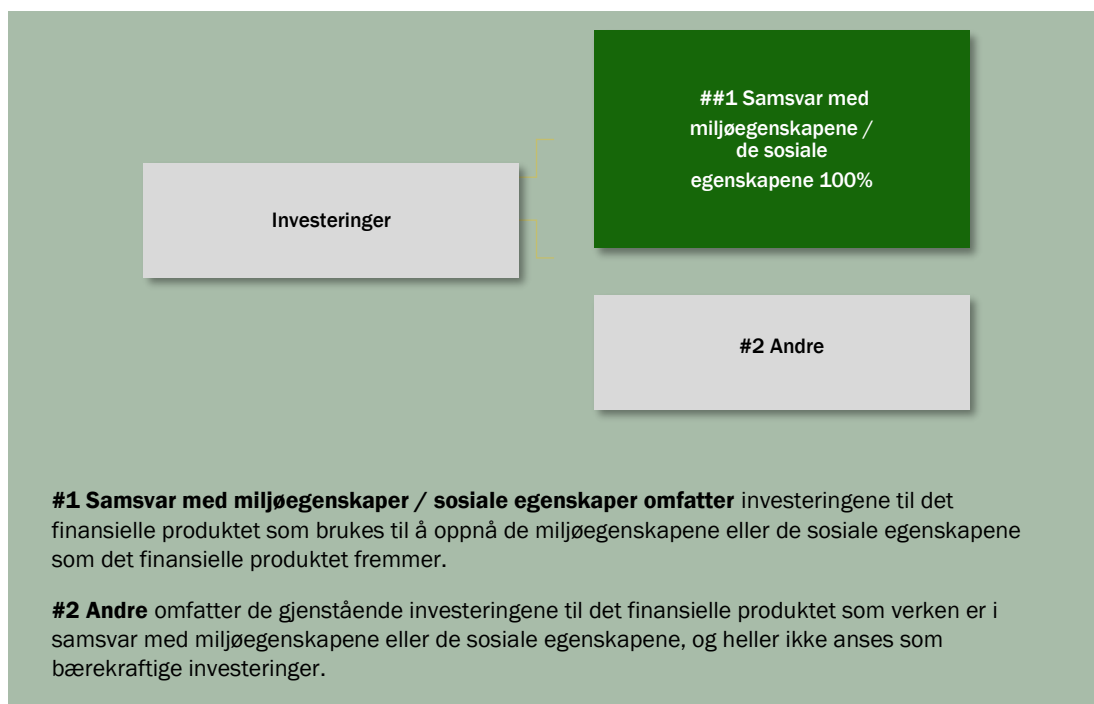 ##1 Samsvar med
miljøegenskapene /
de sosiale
egenskapene 100%
Investeringer
#2 Andre
#1 Samsvar med miljøegenskaper / sosiale egenskaper omfatter investeringene til det
finansielle produktet som brukes til å oppnå de miljøegenskapene eller de sosiale egenskapene
som det finansielle produktet fremmer.
#2 Andre omfatter de gjenstående investeringene til det finansielle produktet som verken er i
samsvar med miljøegenskapene eller de sosiale egenskapene, og heller ikke anses som
bærekraftige investeringer.